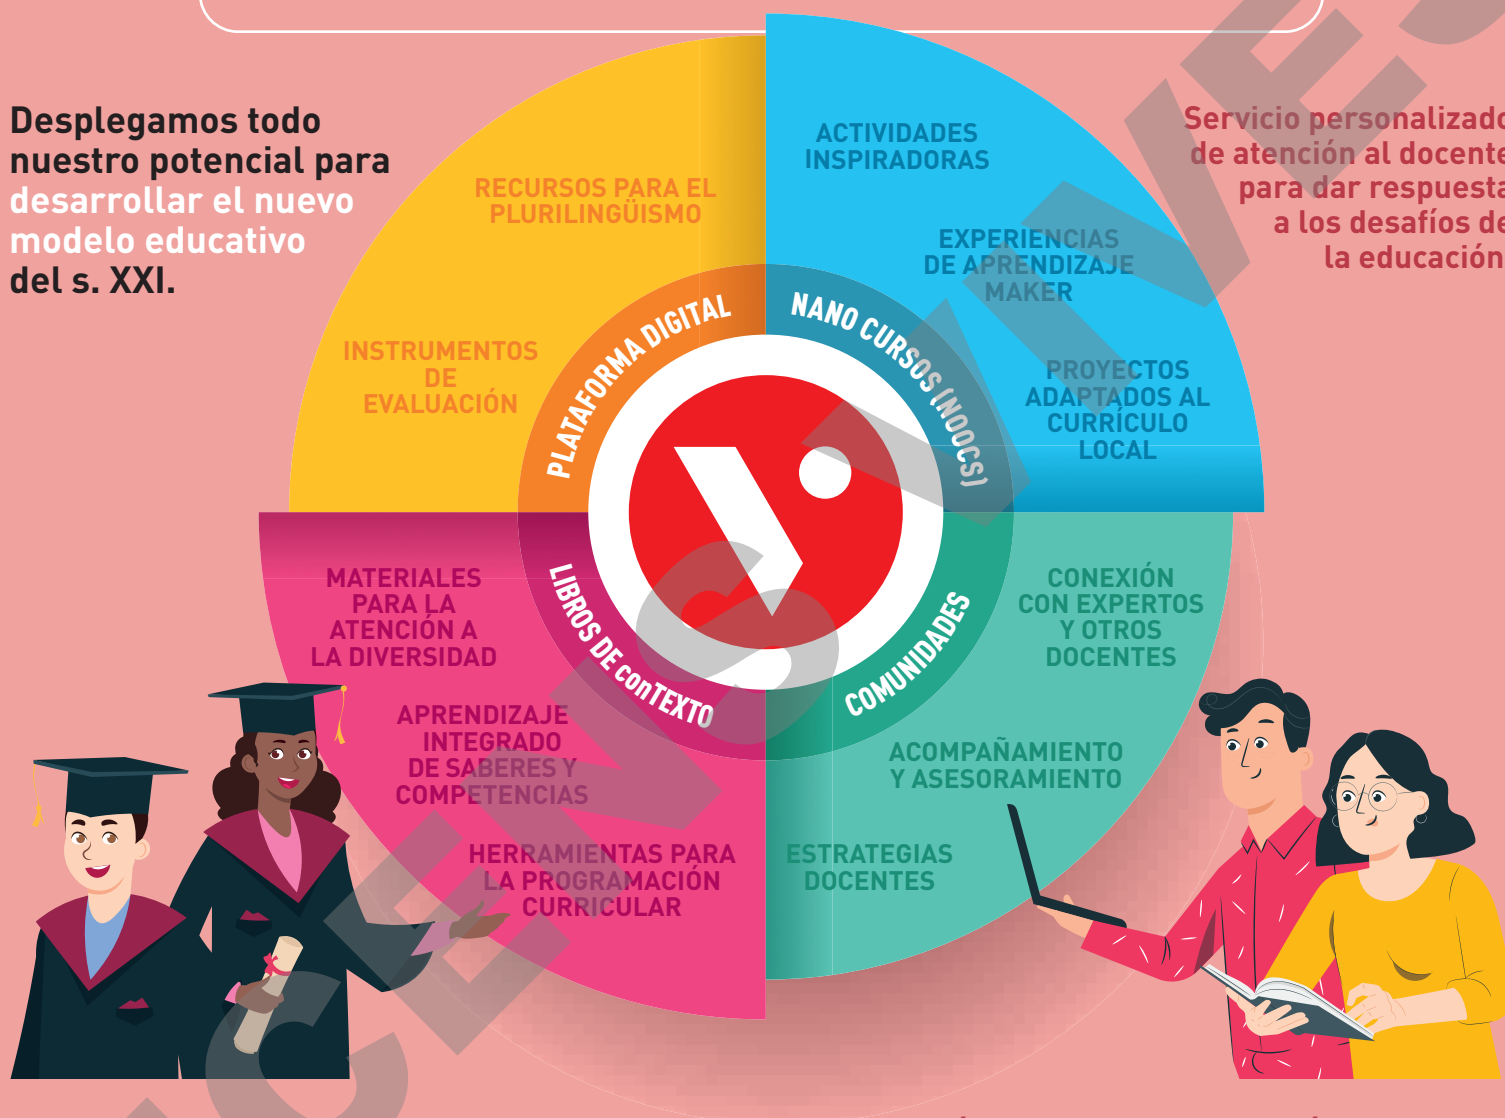 Desplegamos todo
nuestro potencial para
desarrollar el nuevo
modelo educativo
del s. XXI.
Servicio personalizado
de atención al docente
para dar respuesta
a los desafíos de
la educación
RECURSOS PARA EL
PLURILINGÜISMO
INSTRUMENTOS
DE
EVALUACIÓN
PLATAFORMA DIGITAL
ACTIVIDADES
INSPIRADORAS
EXPERIENCIAS
DE APRENDIZAJE
MAKER
PROYECTOS
ADAPTADOS AL
CURRÍCULO
LOCAL
NANO CURSOS (NOOCS)
MATERIALES
PARA LA
ATENCIÓN A
LA DIVERSIDAD
APRENDIZAJE
INTEGRADO
DE SABERES Y
COMPETENCIAS
HERRAMIENTAS PARA
LA PROGRAMACIÓN
CURRICULAR
LIBROS DE conTEXTO
CONEXIÓN
CON EXPERTOS
Y OTROS
DOCENTES
ACOMPAÑAMIENTO
Y ASESORAMIENTO
ESTRATEGIAS
DOCENTES
COMUNIDADES